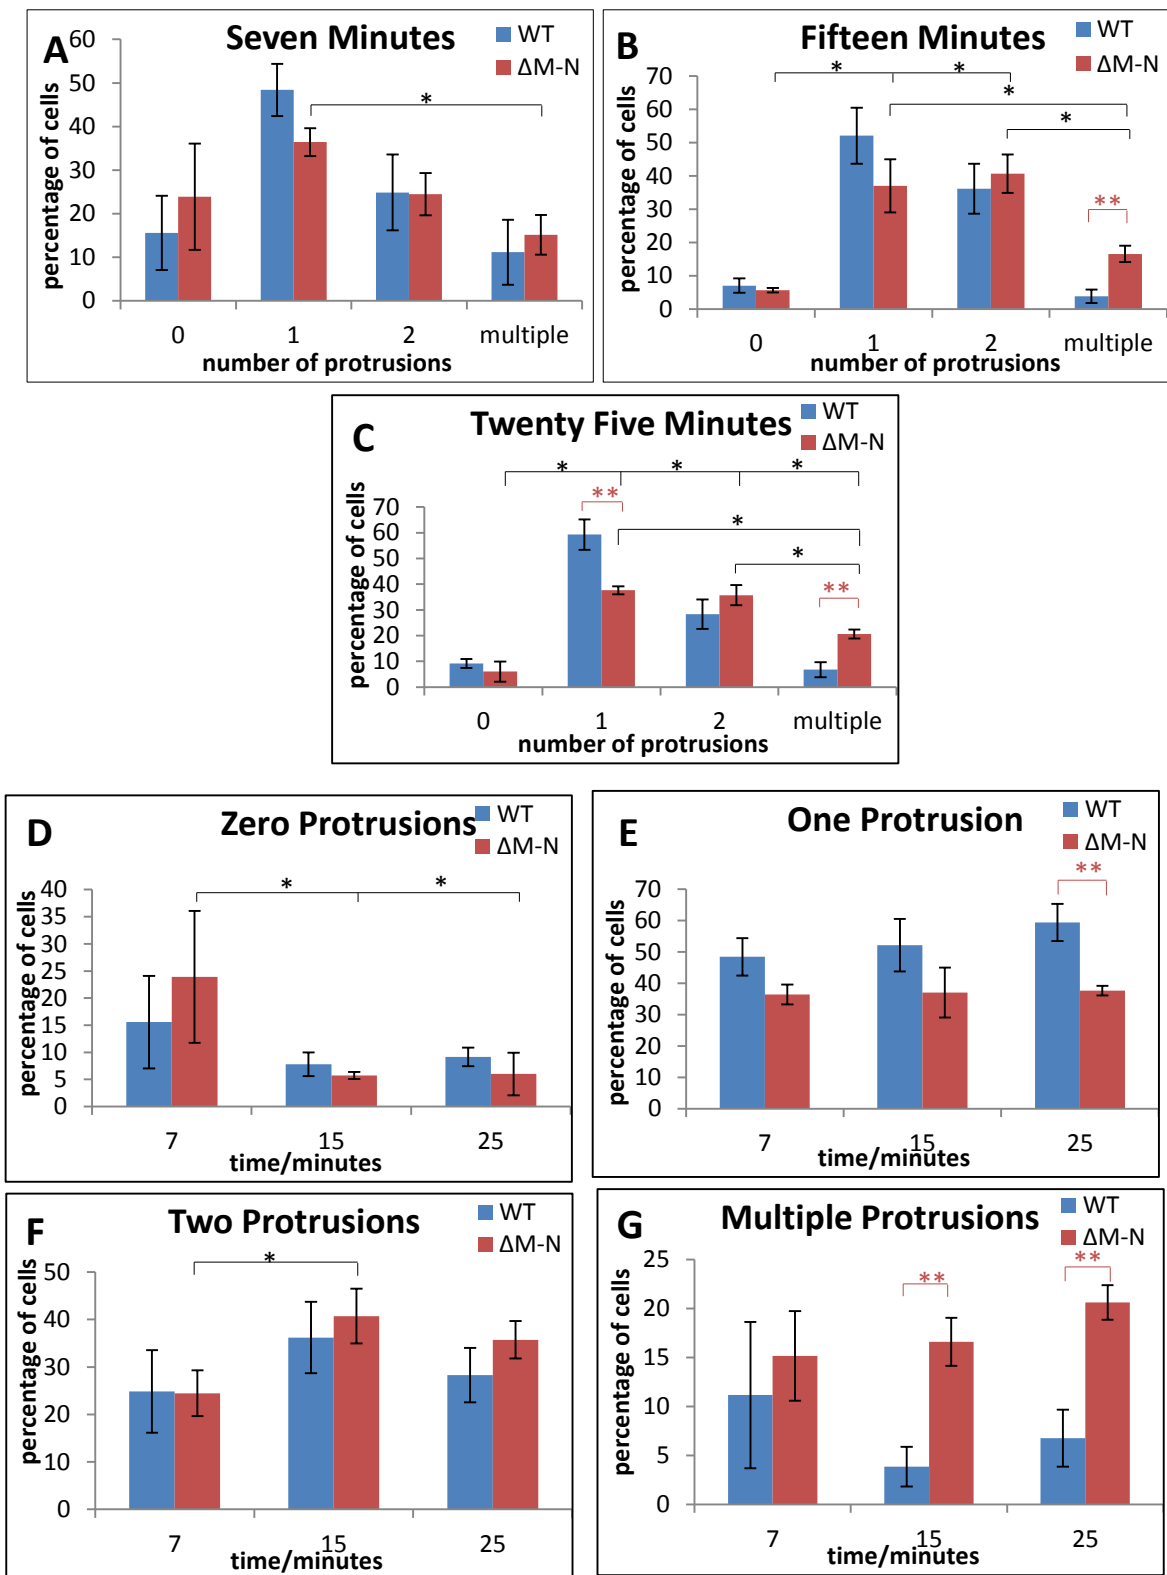 A
Seven Minutes
WT
ΔM-N
percentage of cells
60
50
40
30
20
10
0
*
0 1 2 multiple
number of protrusions
B
Fifteen Minutes
WT
ΔM-N
percentage of cells
70
60
50
40
30
20
10
0
* *
*
*
**
0 1 2 multiple
number of protrusions
C
Twenty Five Minutes
WT
ΔM-N
percentage of cells
70
60
50
40
30
20
10
0
* * *
**
*
*
**
0 1 2 multiple
number of protrusions
D
Zero Protrusions
WT
ΔM-N
percentage of cells
40
35
30
25
20
15
10
5
0
* *
7 15 25
time/minutes
E
One Protrusion
WT
ΔM-N
percentage of cells
70
60
50
40
30
20
10
0
**
7 15 25
time/minutes
F
Two Protrusions
WT
ΔM-N
percentage of cells
50
40
30
20
10
0
*
7 15 25
time/minutes
G
Multiple Protrusions
WT
ΔM-N
percentage of cells
25
20
15
10
5
0
** **
7 15 25
time/minutes